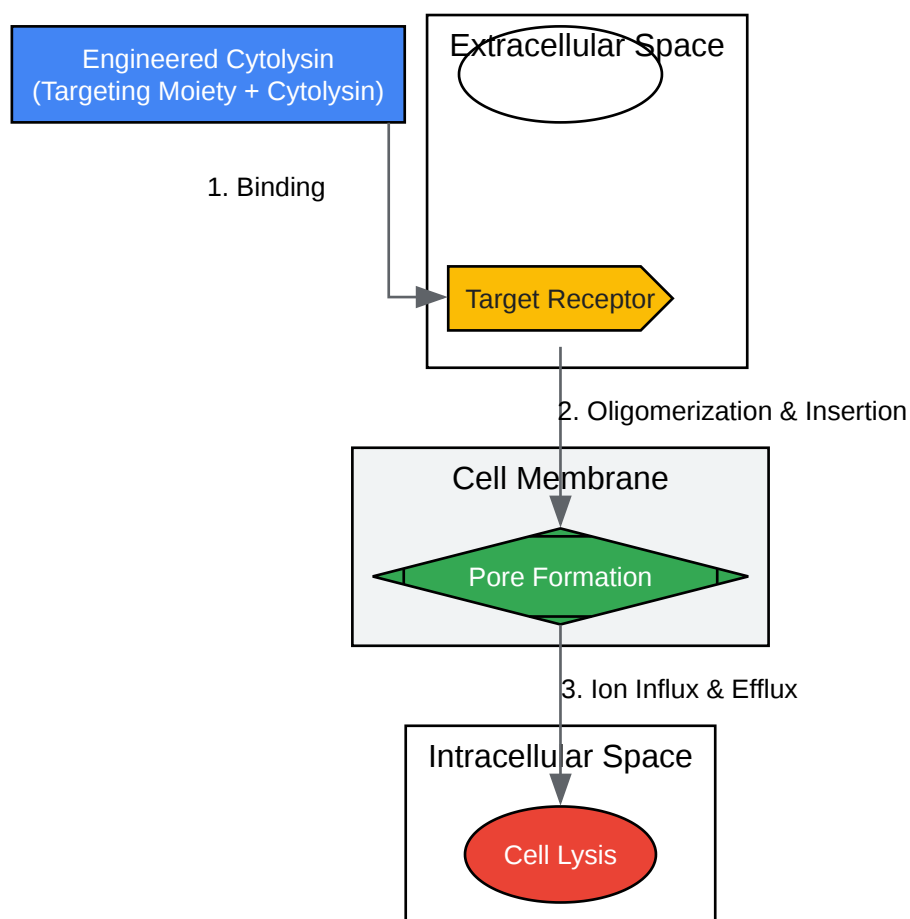 Extracellular Space
Engineered Cytolysin
(Targeting Moiety + Cytolysin)
1. Binding
Target Receptor
2. Oligomerization & Insertion
Cell Membrane
Pore Formation
3. Ion Influx & Efflux
Intracellular Space
Cell Lysis